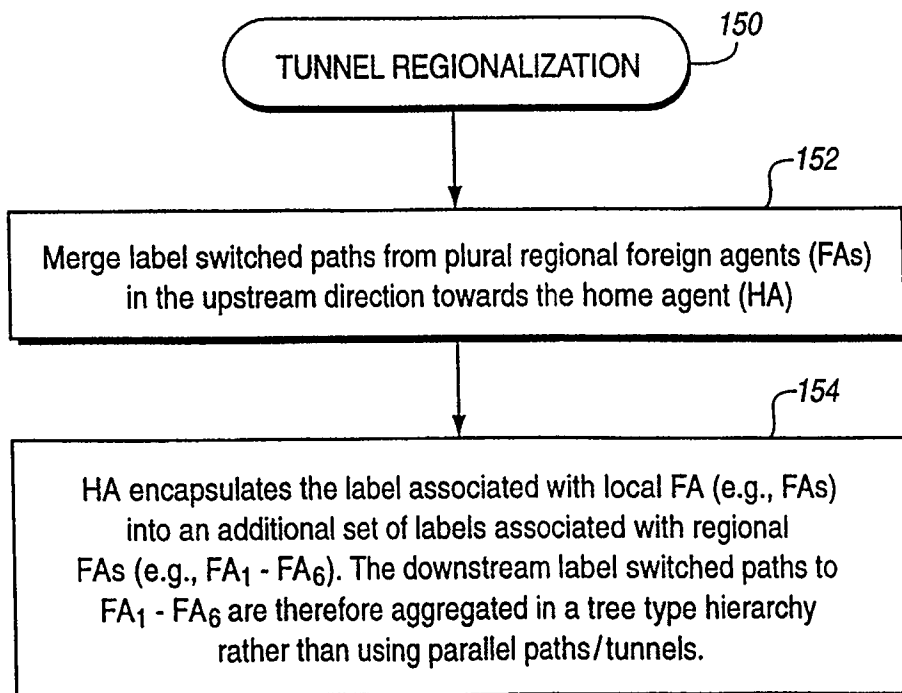 150
TUNNEL REGIONALIZATION
152
Merge label switched paths from plural regional foreign agents (FAs)
in the upstream direction towards the home agent (HA)
154
HA encapsulates the label associated with local FA (e.g., FAs)
into an additional set of labels associated with regional
FAs (e.g., FA₁ - FA₆). The downstream label switched paths to
FA₁ - FA₆ are therefore aggregated in a tree type hierarchy
rather than using parallel paths/tunnels.